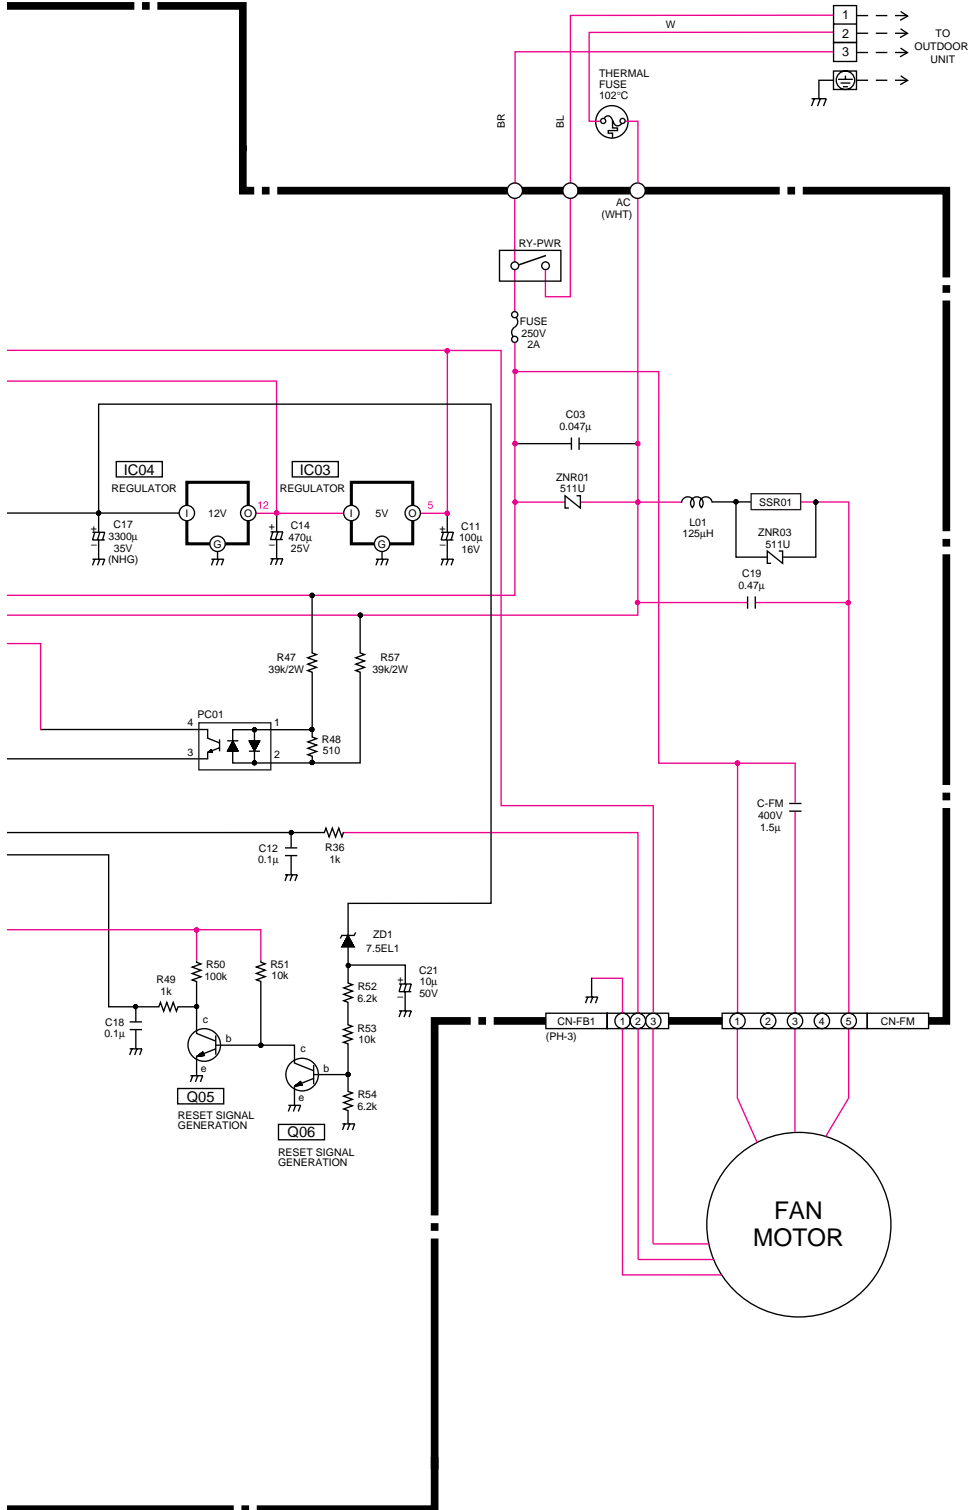 1
W
2
TO
OUTDOOR
UNIT
3
THERMAL
FUSE
102°C
BR
BL
AC
(WHT)
RY-PWR
FUSE
250V
2A
C03
0.047µ
ZNR01
511U
IC04
REGULATOR
IC03
REGULATOR
I
12V
O
12
G
I
5V
O
5
G
C17
3300µ
35V
(NHG)
+
−
C14
470µ
25V
+
−
C11
100µ
16V
+
−
L01
125µH
SSR01
ZNR03
511U
C19
0.47µ
R47
39k/2W
R57
39k/2W
PC01
4
1
3
2
R48
510
C-FM
400V
1.5µ
C12
0.1µ
R36
1k
ZD1
7.5EL1
R49
1k
R50
100k
R51
10k
R52
6.2k
C21
10µ
50V
+
−
C18
0.1µ
c
b
e
R53
10k
c
b
e
R54
6.2k
Q05
RESET SIGNAL
GENERATION
Q06
RESET SIGNAL
GENERATION
CN-FB1
1 2 3
(PH-3)
1 2 3 4 5
CN-FM
FAN
MOTOR